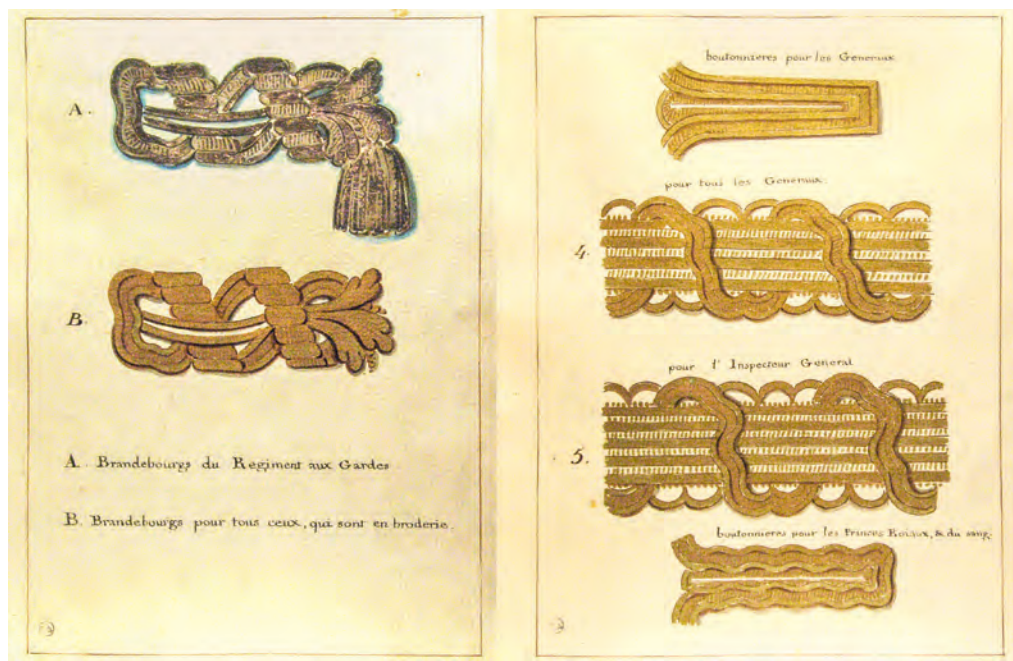 A.
B.
A. Brandebourgs du Regiment aux Gardes
B. Brandebourgs pour tous ceux, qui sont en broderie.
boutonnieres pour les Generaux
pour tous les Generaux
4.
pour l'Inspecteur General
5.
boutonnieres pour les Princes Roiaux, & du sang.